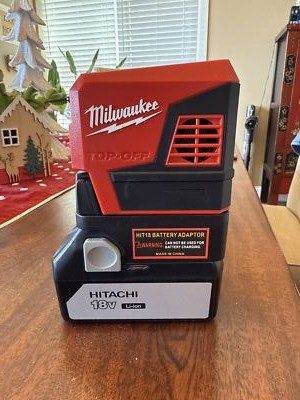 Milwaukee
TOP-OFF
HIT18 BATTERY ADAPTOR
WARNING CAN NOT BE USED FOR
BATTERY CHARGING.
MADE IN CHINA
HITACHI
18V Li-ion